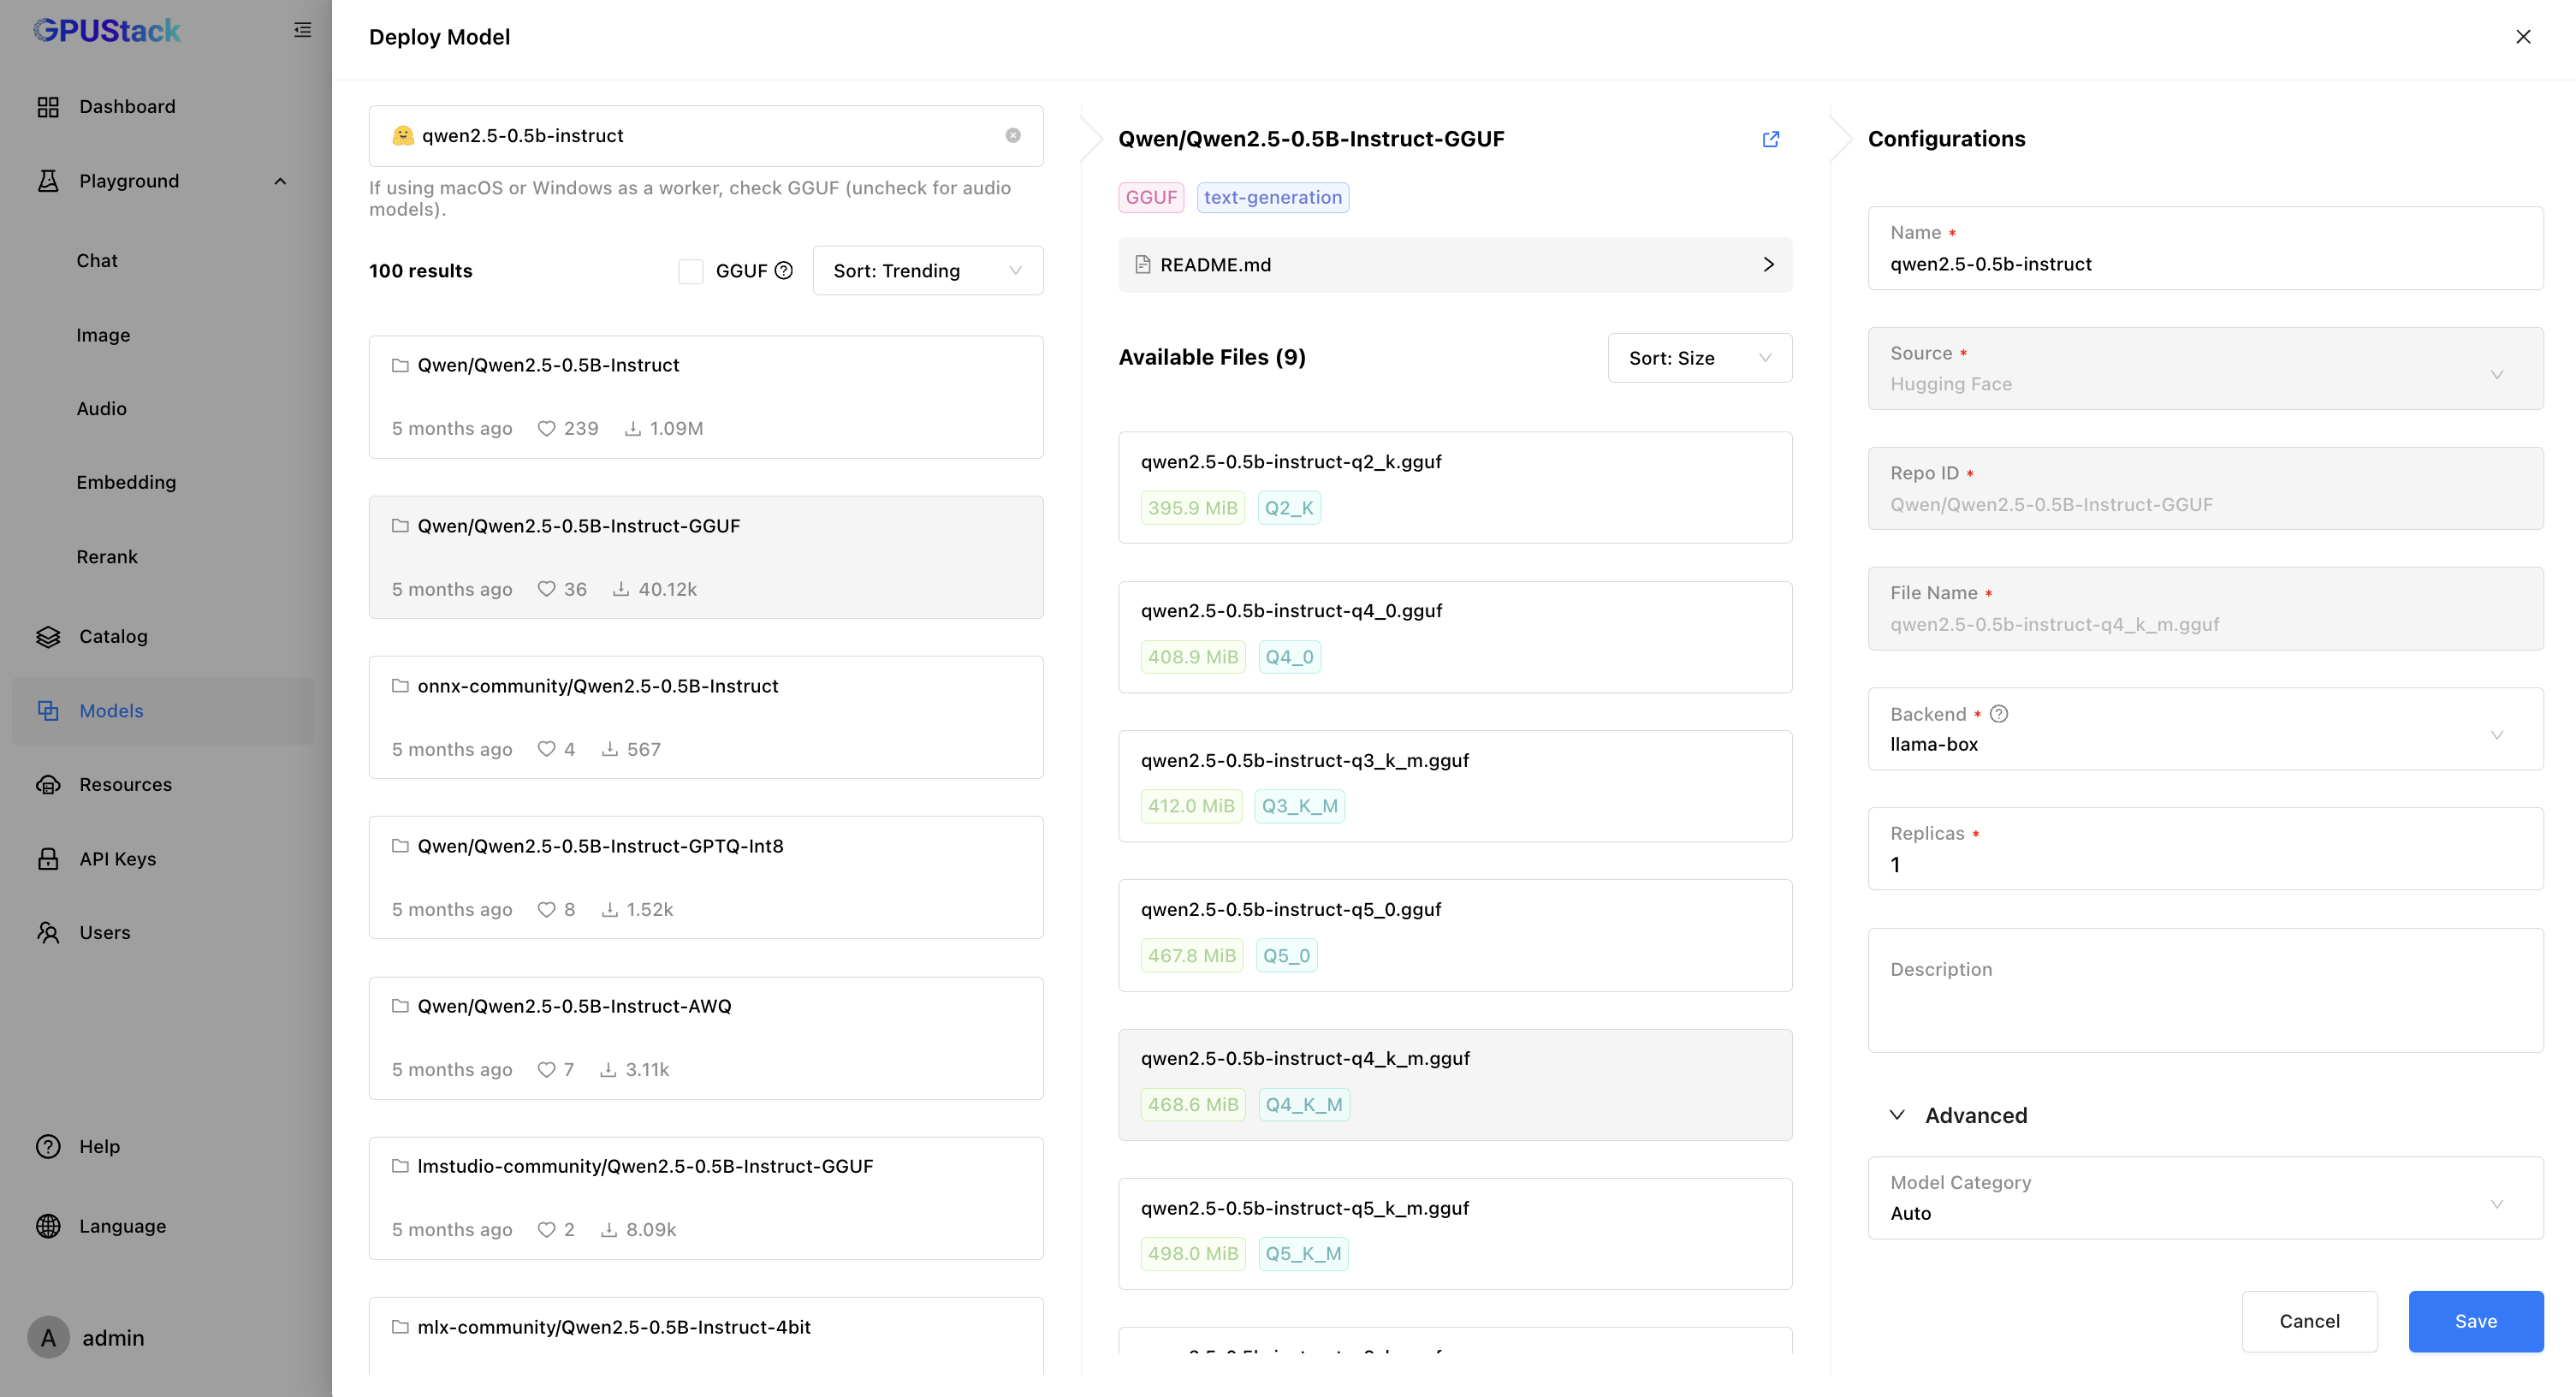 GPUStack
Dashboard
Playground
Chat
Image
Audio
Embedding
Rerank
Catalog
Models
Resources
API Keys
Users
Help
Language
A admin
Deploy Model
qwen2.5-0.5b-instruct
If using macOS or Windows as a worker, check GGUF (uncheck for audio
models).
100 results
GGUF
Sort: Trending
Qwen/Qwen2.5-0.5B-Instruct
5 months ago 239 1.09M
Qwen/Qwen2.5-0.5B-Instruct-GGUF
5 months ago 36 40.12k
onnx-community/Qwen2.5-0.5B-Instruct
5 months ago 4 567
Qwen/Qwen2.5-0.5B-Instruct-GPTQ-Int8
5 months ago 8 1.52k
Qwen/Qwen2.5-0.5B-Instruct-AWQ
5 months ago 7 3.11k
lmstudio-community/Qwen2.5-0.5B-Instruct-GGUF
5 months ago 2 8.09k
mlx-community/Qwen2.5-0.5B-Instruct-4bit
Qwen/Qwen2.5-0.5B-Instruct-GGUF
GGUF text-generation
README.md
Available Files (9)
Sort: Size
qwen2.5-0.5b-instruct-q2_k.gguf
395.9 MiB Q2_K
qwen2.5-0.5b-instruct-q4_0.gguf
408.9 MiB Q4_0
qwen2.5-0.5b-instruct-q3_k_m.gguf
412.0 MiB Q3_K_M
qwen2.5-0.5b-instruct-q5_0.gguf
467.8 MiB Q5_0
qwen2.5-0.5b-instruct-q4_k_m.gguf
468.6 MiB Q4_K_M
qwen2.5-0.5b-instruct-q5_k_m.gguf
498.0 MiB Q5_K_M
Configurations
Name *
qwen2.5-0.5b-instruct
Source *
Hugging Face
Repo ID *
Qwen/Qwen2.5-0.5B-Instruct-GGUF
File Name *
qwen2.5-0.5b-instruct-q4_k_m.gguf
Backend *
llama-box
Replicas *
1
Description
Advanced
Model Category
Auto
Cancel
Save